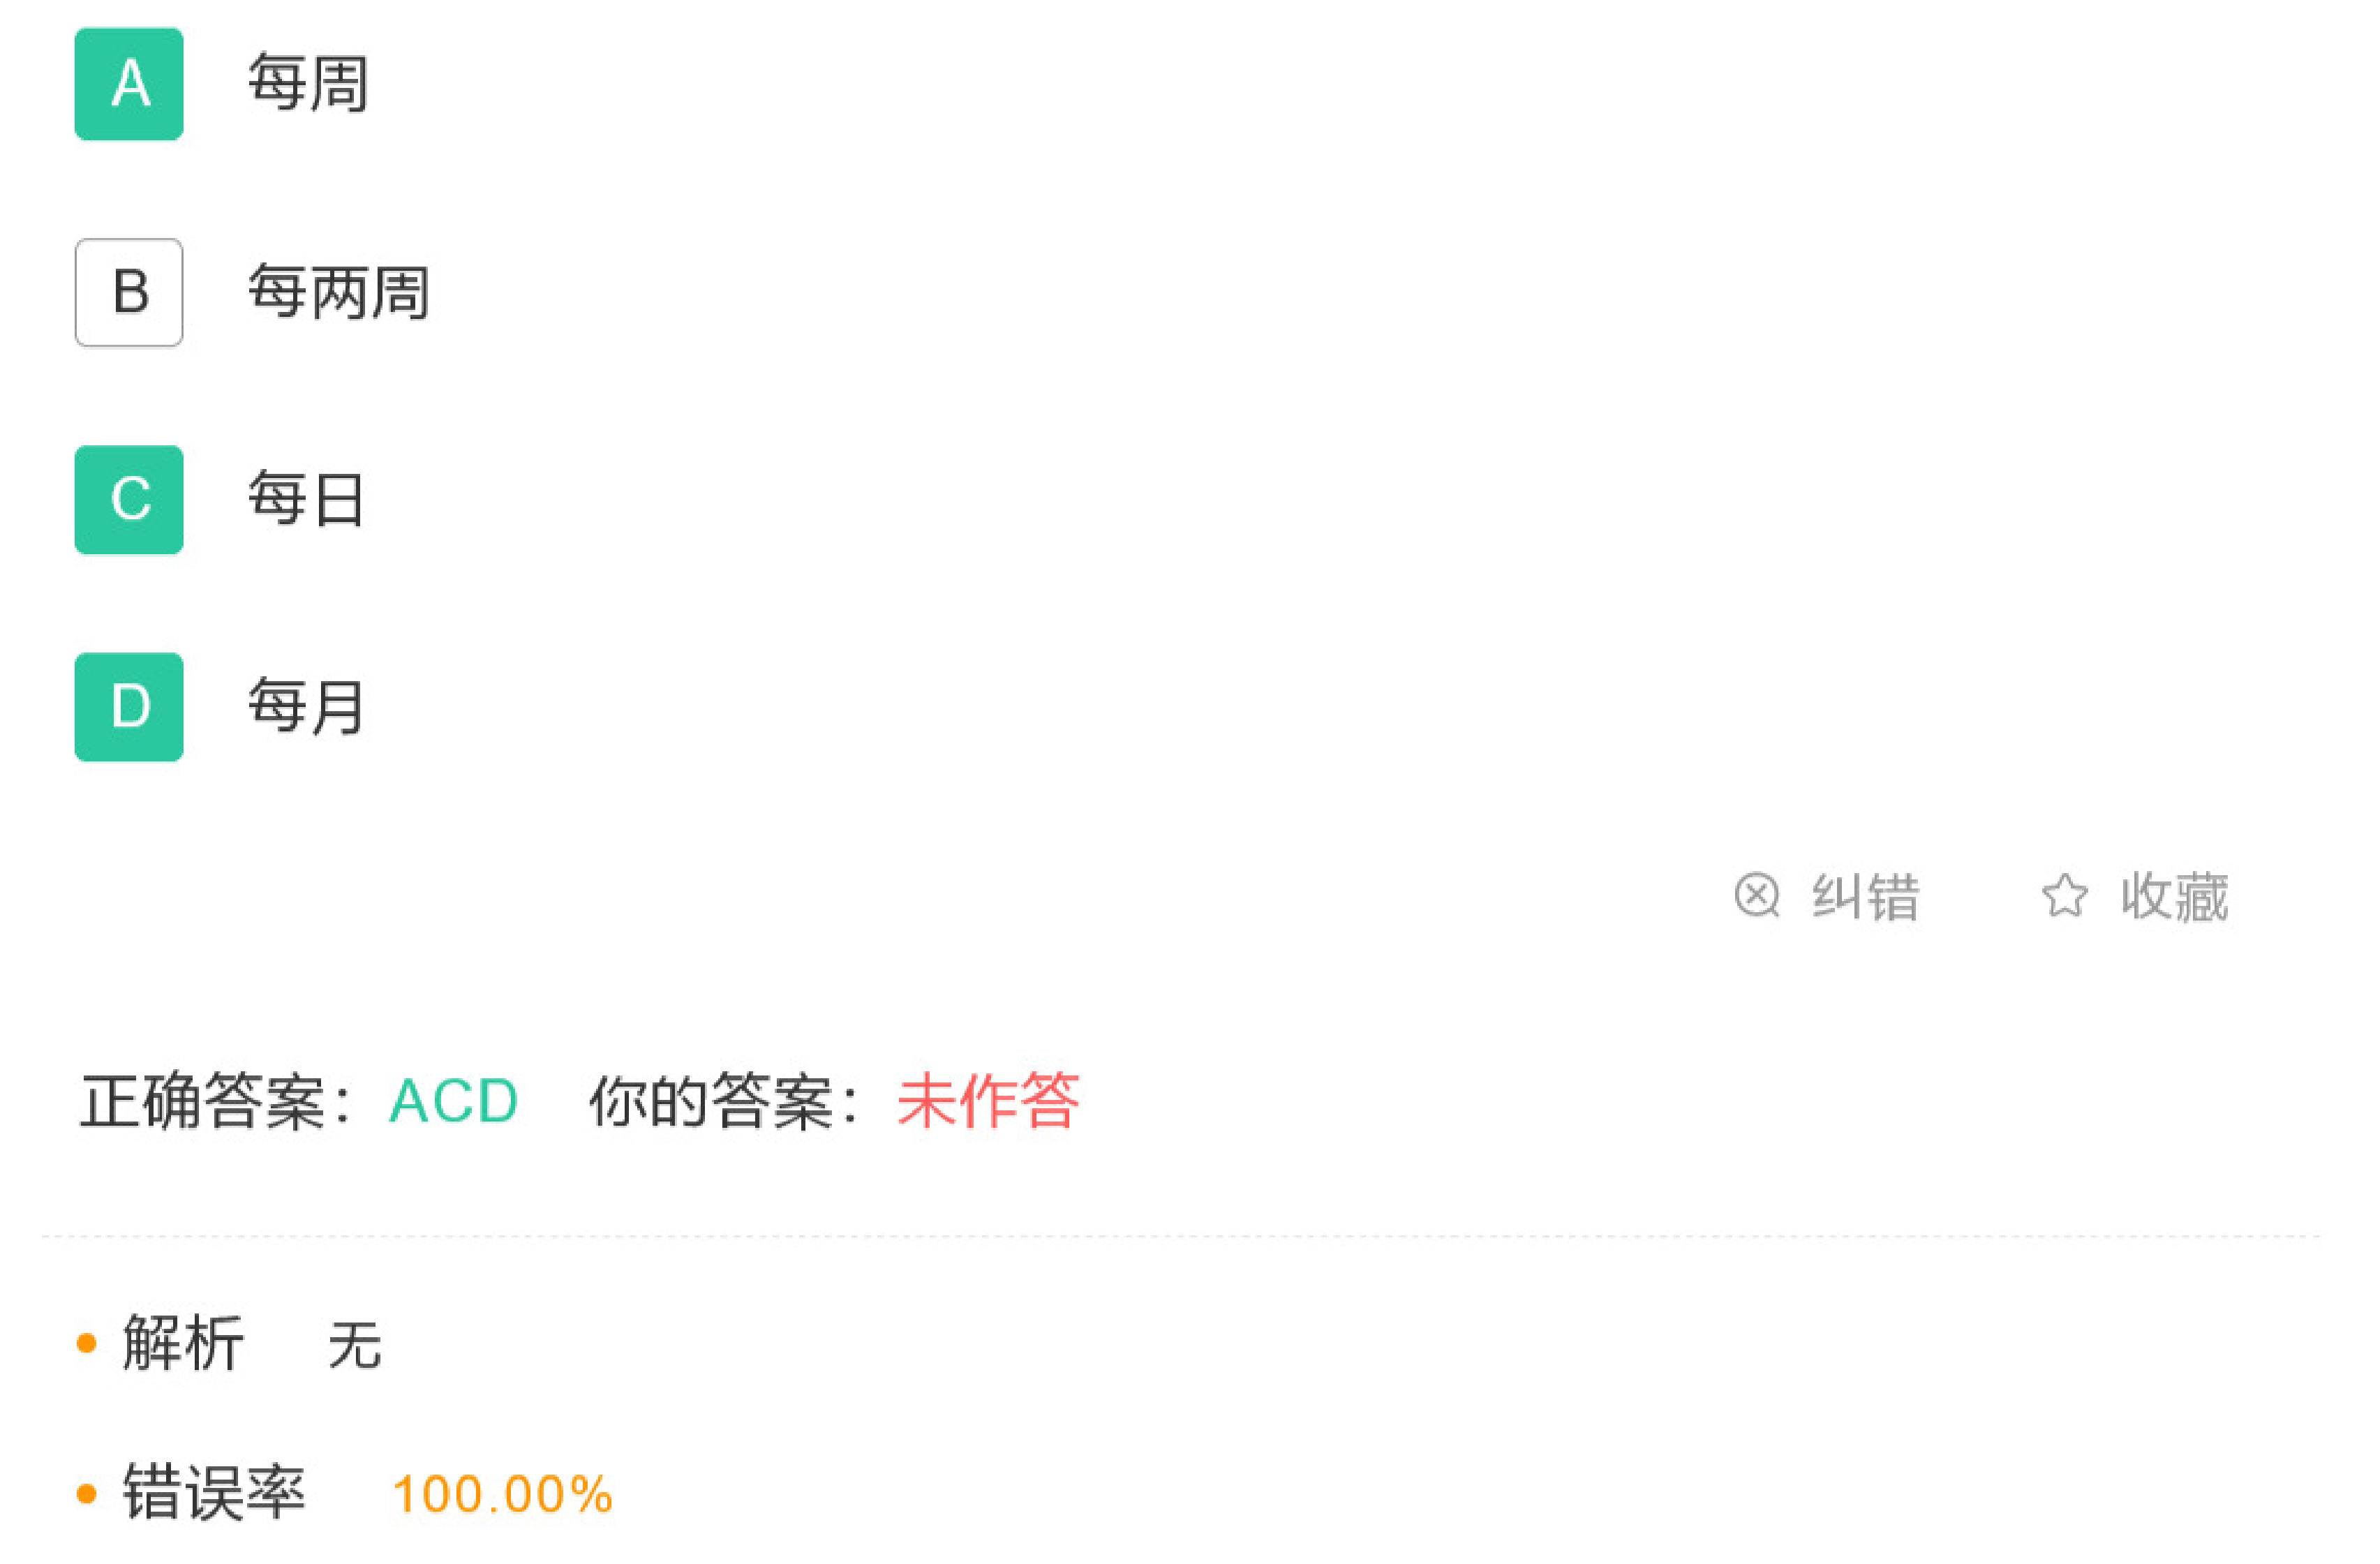 A 每周
B 每两周
C 每日
D 每月
纠错 收藏
正确答案：ACD 你的答案：未作答
解析 无
错误率 100.00%